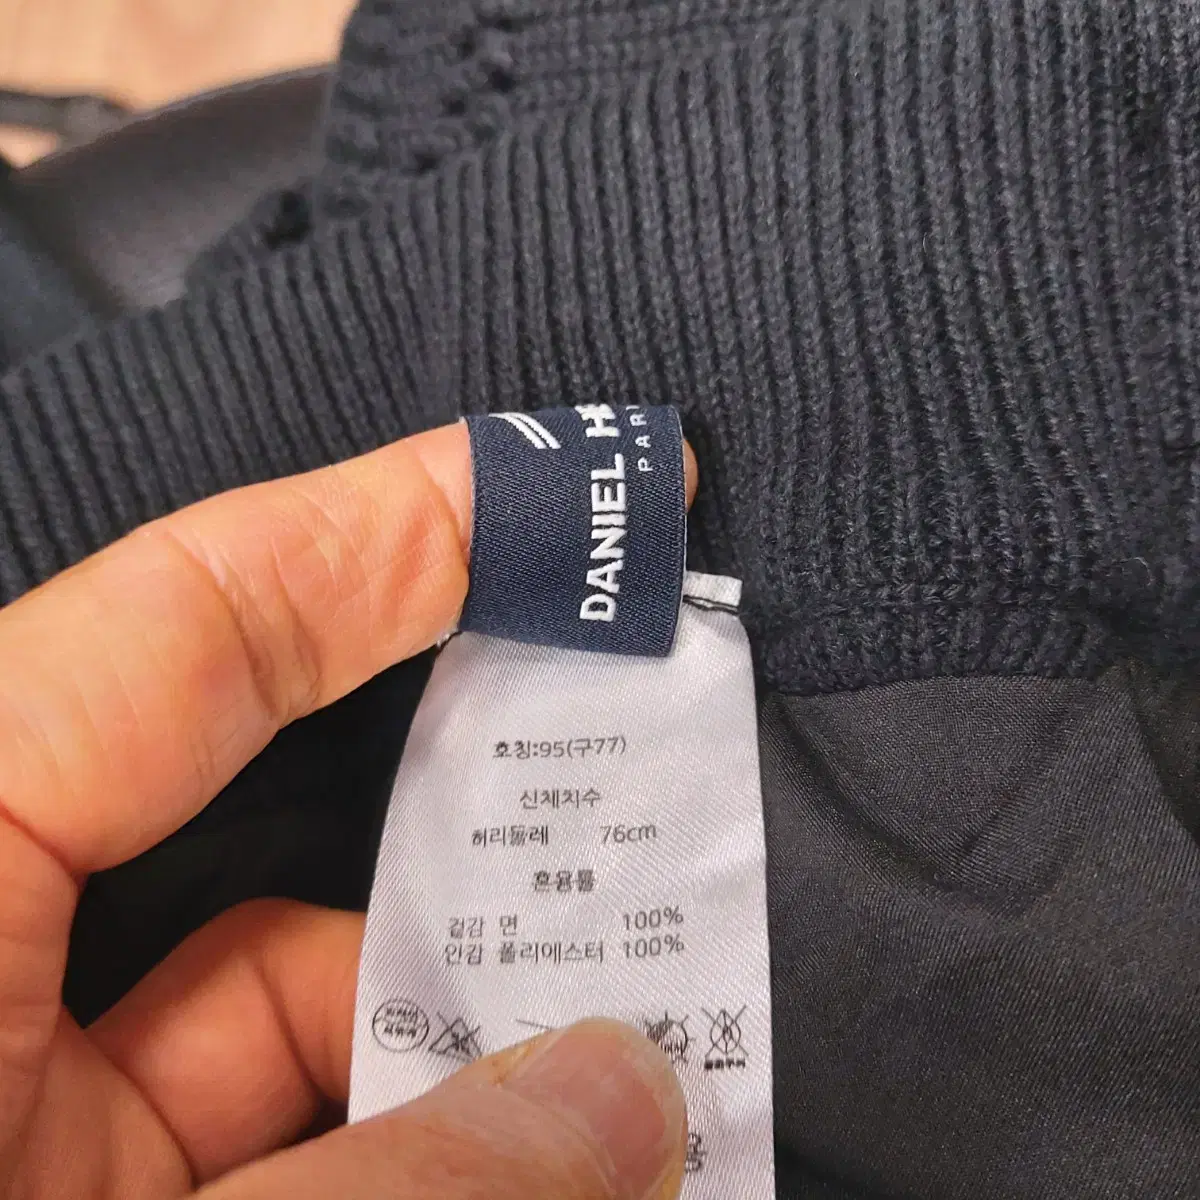 DANIEL
PARI
호칭:95(구77)
신체치수
허리둘레 76cm
혼용률
겉감 면 100%
안감 폴리에스터 100%